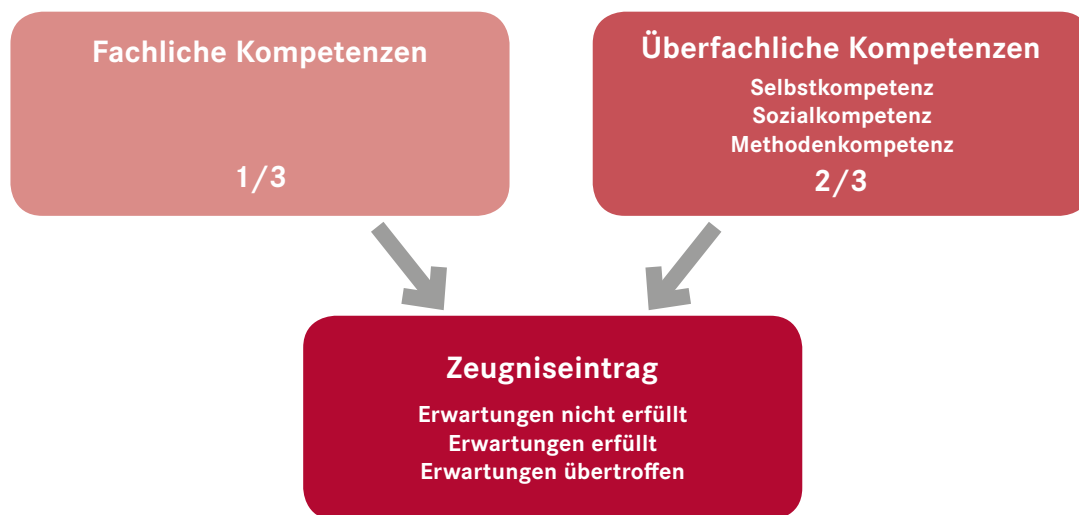 Fachliche Kompetenzen
1/3
Überfachliche Kompetenzen
Selbstkompetenz
Sozialkompetenz
Methodenkompetenz
2/3
Zeugniseintrag
Erwartungen nicht erfüllt
Erwartungen erfüllt
Erwartungen übertroffen